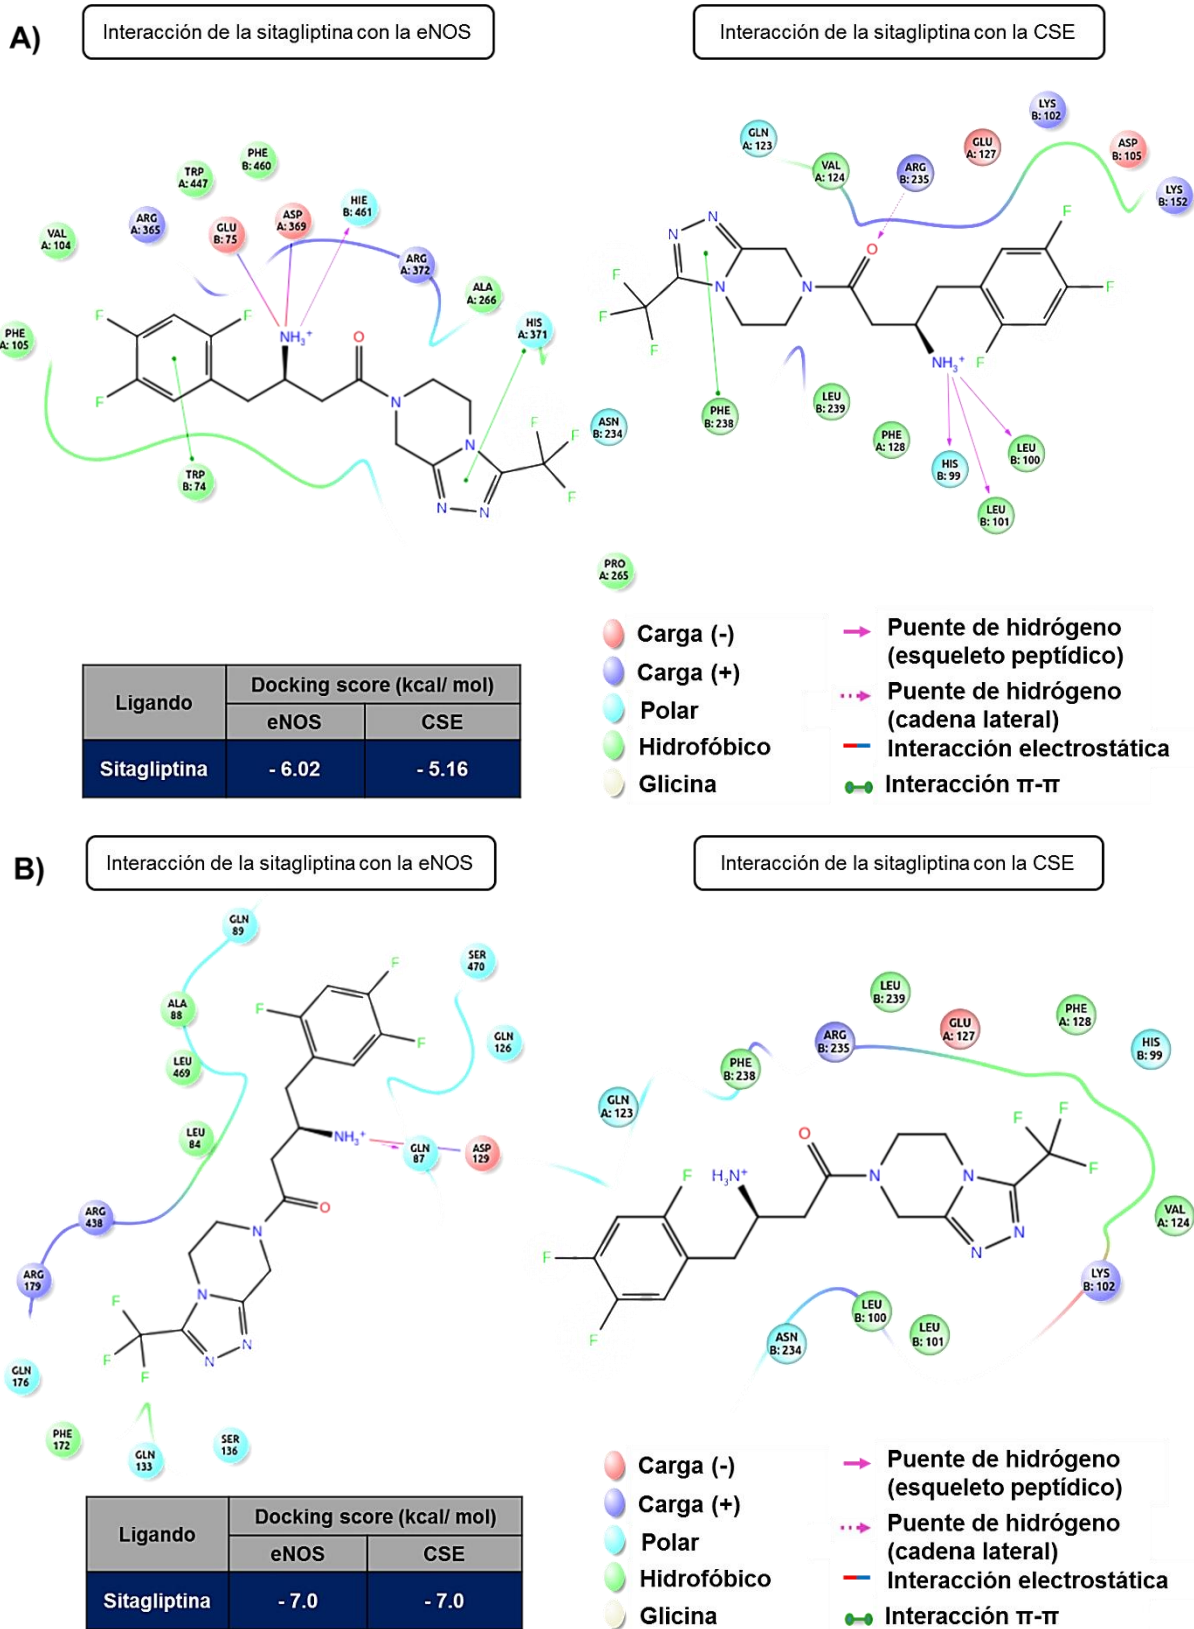 A)
Interacción de la sitagliptina con la eNOS
Interacción de la sitagliptina con la CSE
PHE
B: 460
TRP
A: 447
ARG
A: 365
VAL
A: 104
GLU
B: 75
ASP
A: 369
HIE
B: 461
ARG
A: 372
ALA
A: 266
HIS
A: 371
PHE
A: 105
TRP
B: 74
F
F
F
NH3+
O
N
N
N
N
F
F
F
GLN
A: 123
VAL
A: 124
ARG
B: 235
GLU
A: 127
LYS
B: 102
ASP
B: 105
LYS
B: 152
N
N
N
N
O
F
F
F
F
F
F
NH3+
ASN
B: 234
PHE
B: 238
LEU
B: 239
PHE
A: 128
HIS
B: 99
LEU
B: 100
LEU
B: 101
PRO
A: 265
Ligando
Docking score (kcal/ mol)
eNOS
CSE
Sitagliptina
- 6.02
- 5.16
Carga (-)
Carga (+)
Polar
Hidrofóbico
Glicina
Puente de hidrógeno
(esqueleto peptídico)
Puente de hidrógeno
(cadena lateral)
Interacción electrostática
Interacción π-π
B)
Interacción de la sitagliptina con la eNOS
Interacción de la sitagliptina con la CSE
GLN
89
SER
470
ALA
88
GLN
126
LEU
469
LEU
84
GLN
87
ASP
129
ARG
438
ARG
179
GLN
176
PHE
172
GLN
133
SER
136
F
F
F
NH3+
O
N
N
N
N
F
F
F
LEU
B: 239
ARG
B: 235
GLU
A: 127
PHE
A: 128
HIS
B: 99
PHE
B: 238
GLN
A: 123
VAL
A: 124
LYS
B: 102
LEU
B: 100
LEU
B: 101
ASN
B: 234
O
H3N+
F
F
F
N
N
N
N
F
F
F
Ligando
Docking score (kcal/ mol)
eNOS
CSE
Sitagliptina
- 7.0
- 7.0
Carga (-)
Carga (+)
Polar
Hidrofóbico
Glicina
Puente de hidrógeno
(esqueleto peptídico)
Puente de hidrógeno
(cadena lateral)
Interacción electrostática
Interacción π-π